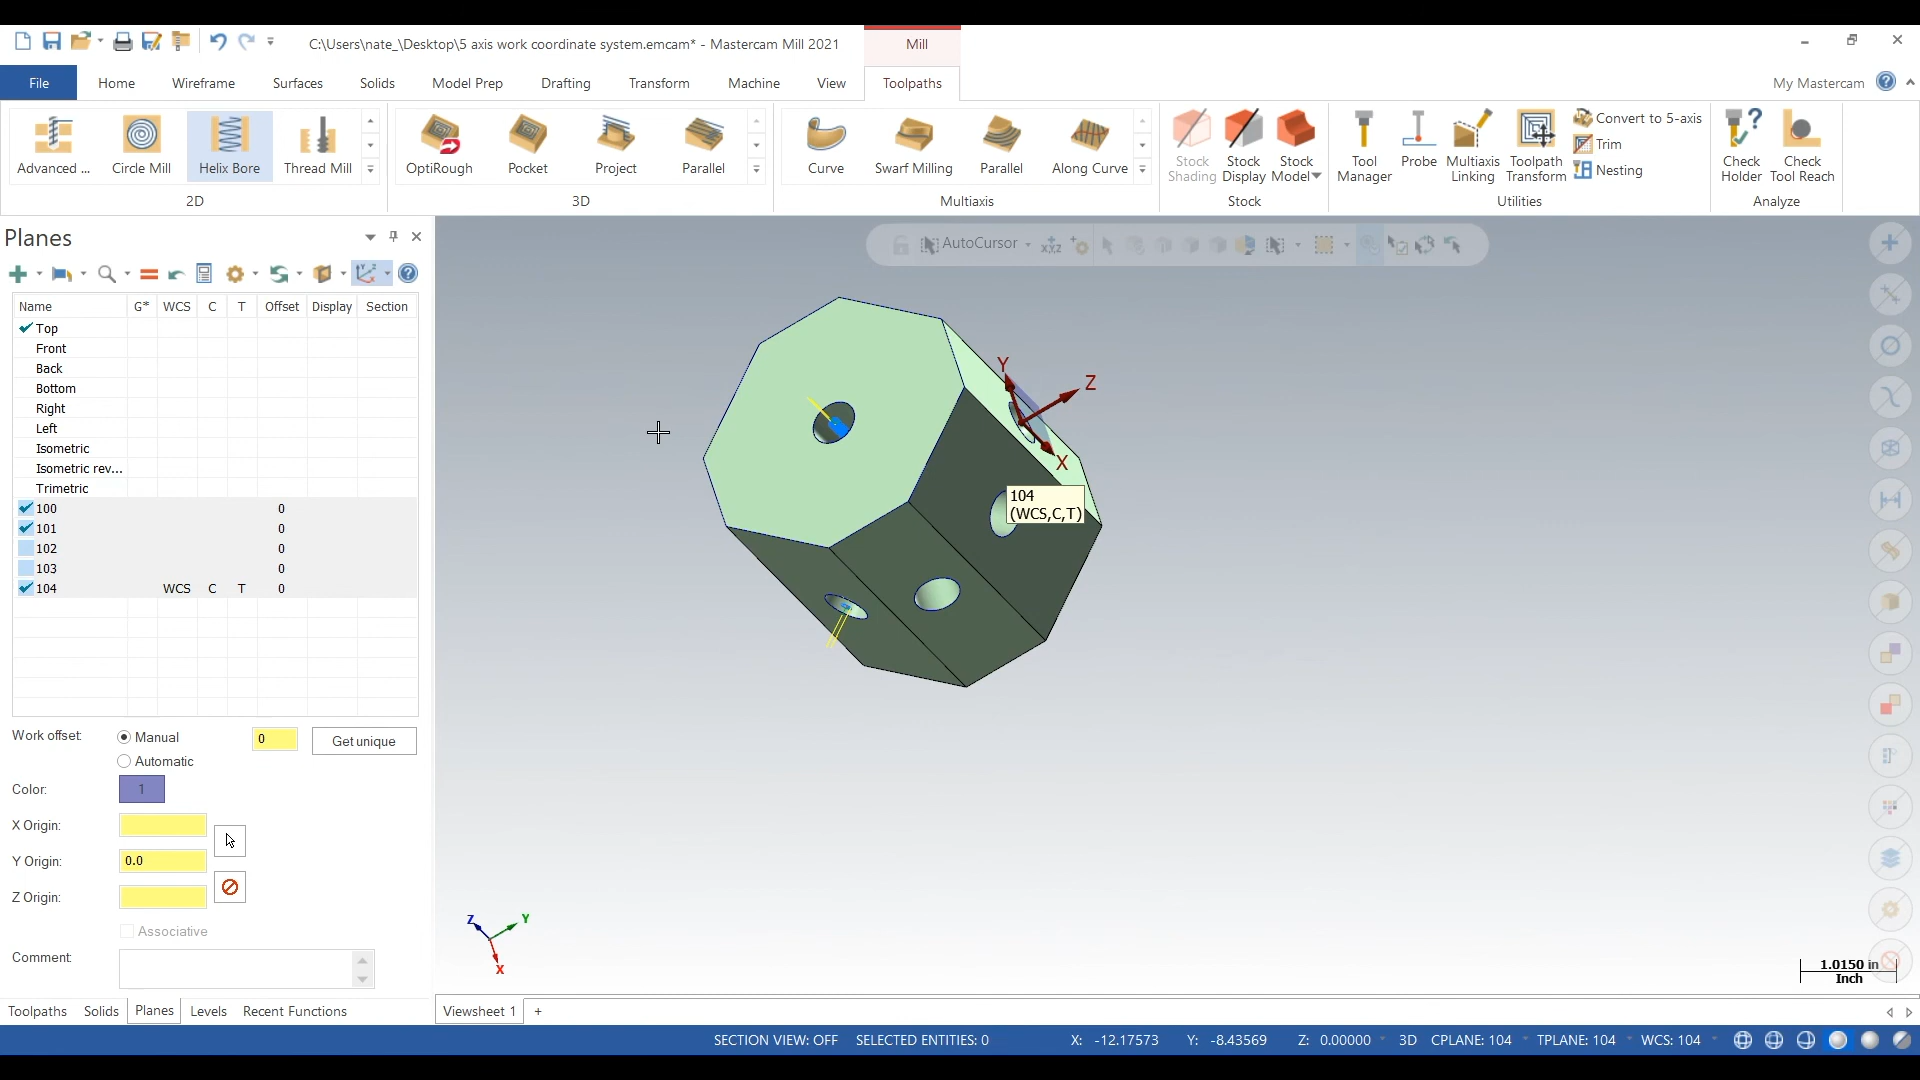 C:\Users\nate_\Desktop\5 axis work coordinate system.emcam* - Mastercam Mill 2021
Mill
File
Home
Wireframe
Surfaces
Solids
Model Prep
Drafting
Transform
Machine
View
Toolpaths
My Mastercam
Advanced ...
Circle Mill
Helix Bore
Thread Mill
2D
OptiRough
Pocket
Project
Parallel
3D
Curve
Swarf Milling
Parallel
Along Curve
Multiaxis
Stock Shading
Stock Display
Stock Model
Stock
Tool Manager
Probe
Multiaxis Linking
Toolpath Transform
Convert to 5-axis
Trim
Nesting
Utilities
Check Holder
Check Tool Reach
Analyze
Planes
AutoCursor
Name G* WCS C T Offset Display Section
Top
Front
Back
Bottom
Right
Left
Isometric
Isometric rev...
Trimetric
100 0
101 0
102 0
103 0
104 WCS C T 0
Work offset: Manual 0 Get unique
Automatic
Color: 1
X Origin:
Y Origin: 0.0
Z Origin:
Associative
Comment:
Y
Z
X
104
(WCS,C,T)
Z
Y
X
1.0150 in
Inch
Toolpaths Solids Planes Levels Recent Functions
Viewsheet 1 +
SECTION VIEW: OFF SELECTED ENTITIES: 0 X: -12.17573 Y: -8.43569 Z: 0.00000 3D CPLANE: 104 TPLANE: 104 WCS: 104